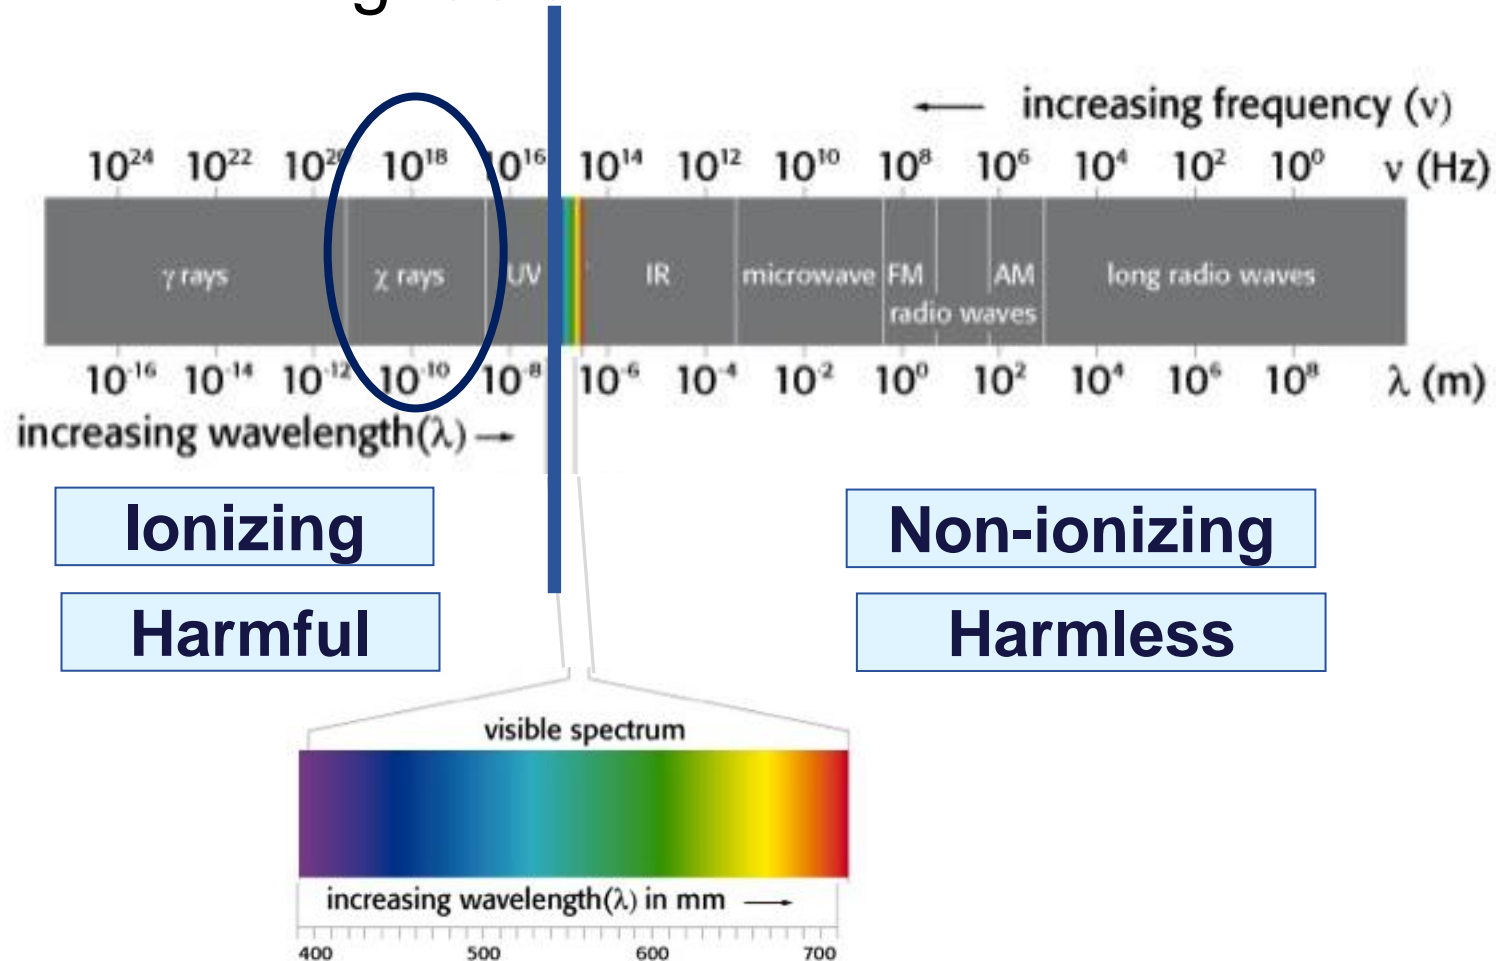 ← increasing frequency (ν)
10²⁴ 10²² 10²⁰ 10¹⁸ 10¹⁶ 10¹⁴ 10¹² 10¹⁰ 10⁸ 10⁶ 10⁴ 10² 10⁰ ν (Hz)
γ rays χ rays UV IR microwave FM AM long radio waves
radio waves
10⁻¹⁶ 10⁻¹⁴ 10⁻¹² 10⁻¹⁰ 10⁻⁸ 10⁻⁶ 10⁻⁴ 10⁻² 10⁰ 10² 10⁴ 10⁶ 10⁸ λ (m)
increasing wavelength(λ) →
Ionizing Non-ionizing
Harmful Harmless
visible spectrum
increasing wavelength(λ) in mm →
400 500 600 700